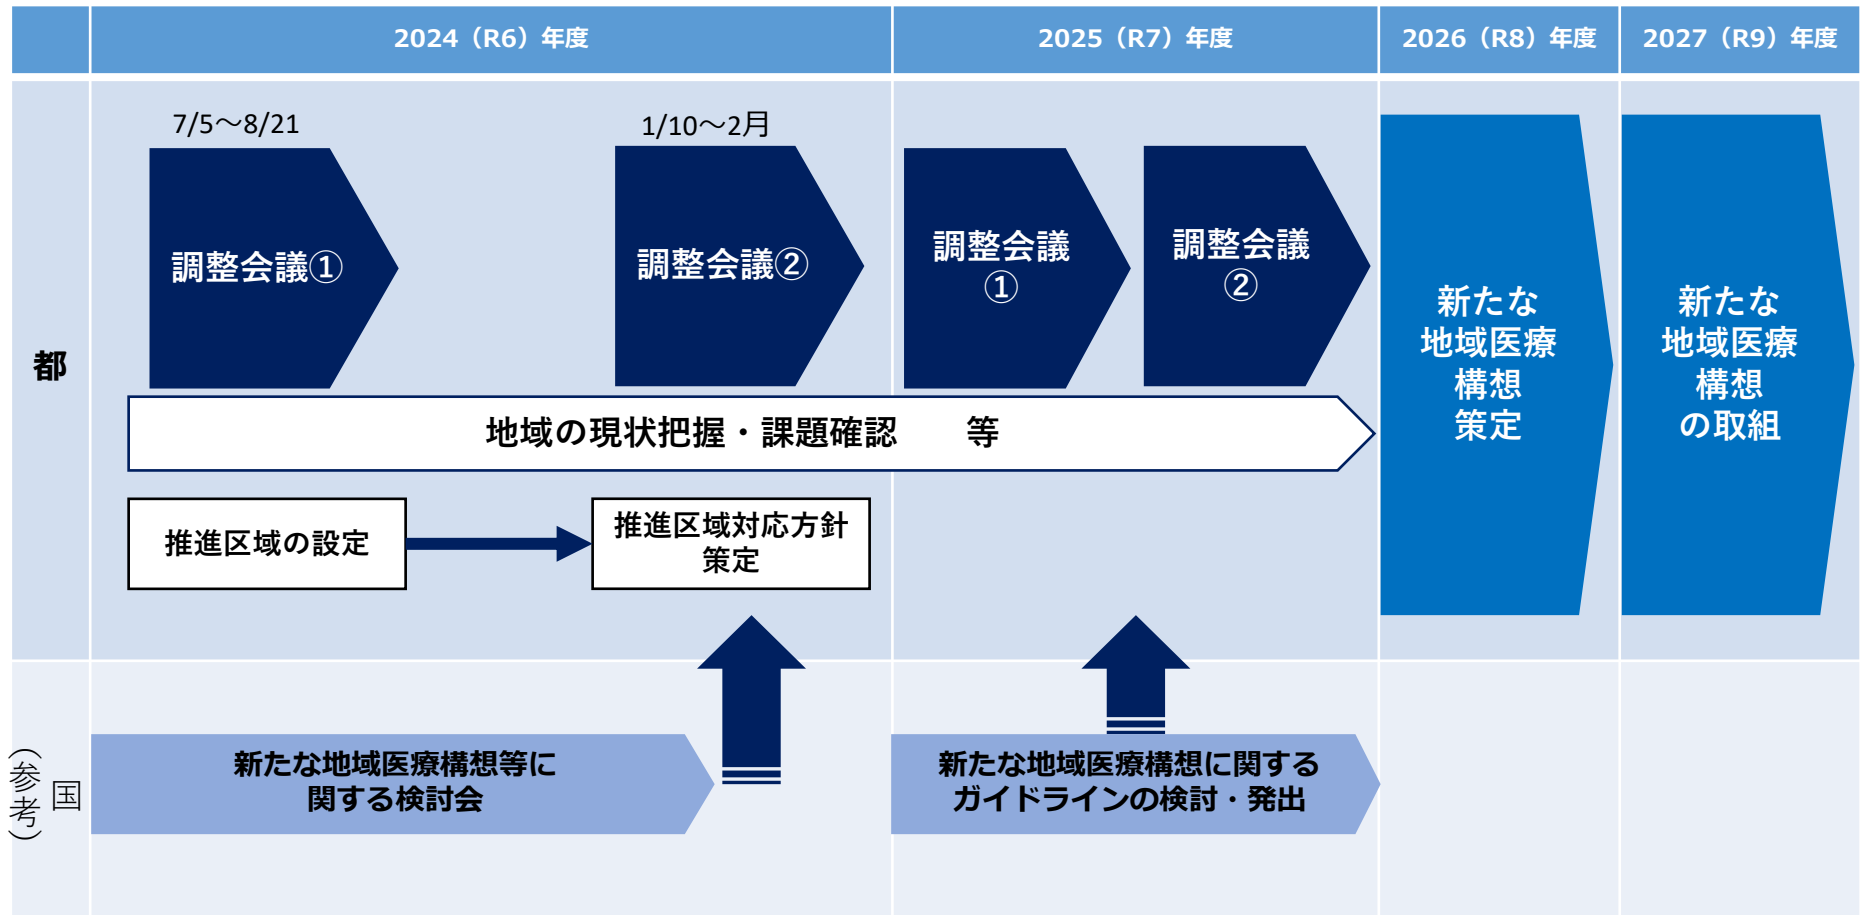 2024（R6）年度
2025（R7）年度
2026（R8）年度
2027（R9）年度
都
7/5～8/21
1/10～2月
調整会議①
調整会議②
調整会議
①
調整会議
②
新たな
地域医療
構想
策定
新たな
地域医療
構想
の取組
地域の現状把握・課題確認　　等
推進区域の設定
推進区域対応方針
策定
国
（参考）
新たな地域医療構想等に
関する検討会
新たな地域医療構想に関する
ガイドラインの検討・発出